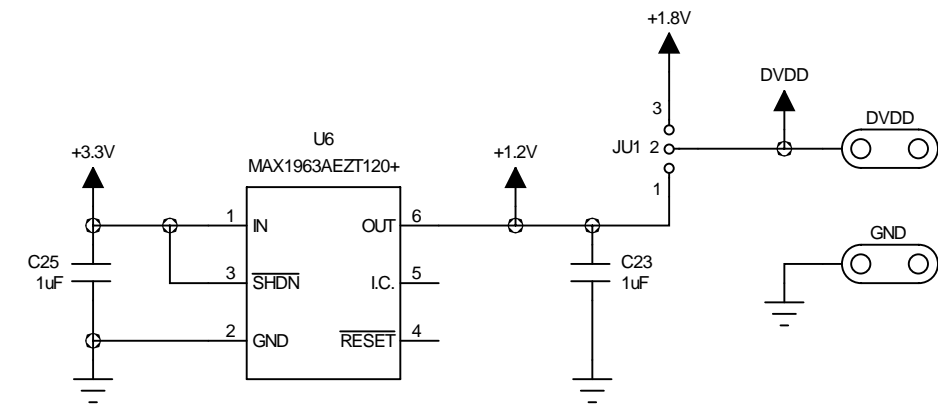 +1.8V
DVDD
3
DVDD
U6
JU1 2
+3.3V
MAX1963AEZT120+
+1.2V
1
GND
1 IN
OUT 6
C25
1uF
3 SHDN
I.C. 5
C23
1uF
2 GND
RESET 4